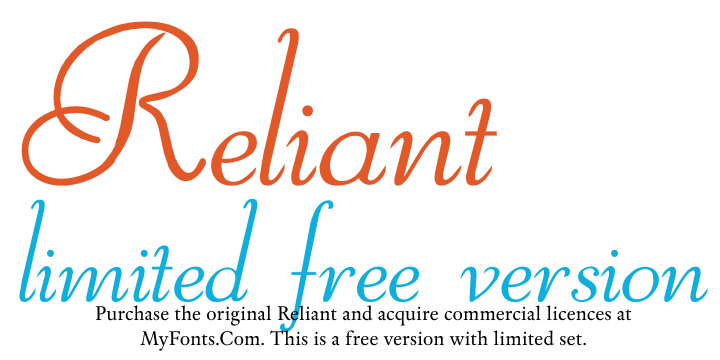 Reliant
limited free version
Purchase the original Reliant and acquire commercial licences at
MyFonts.Com. This is a free version with limited set.